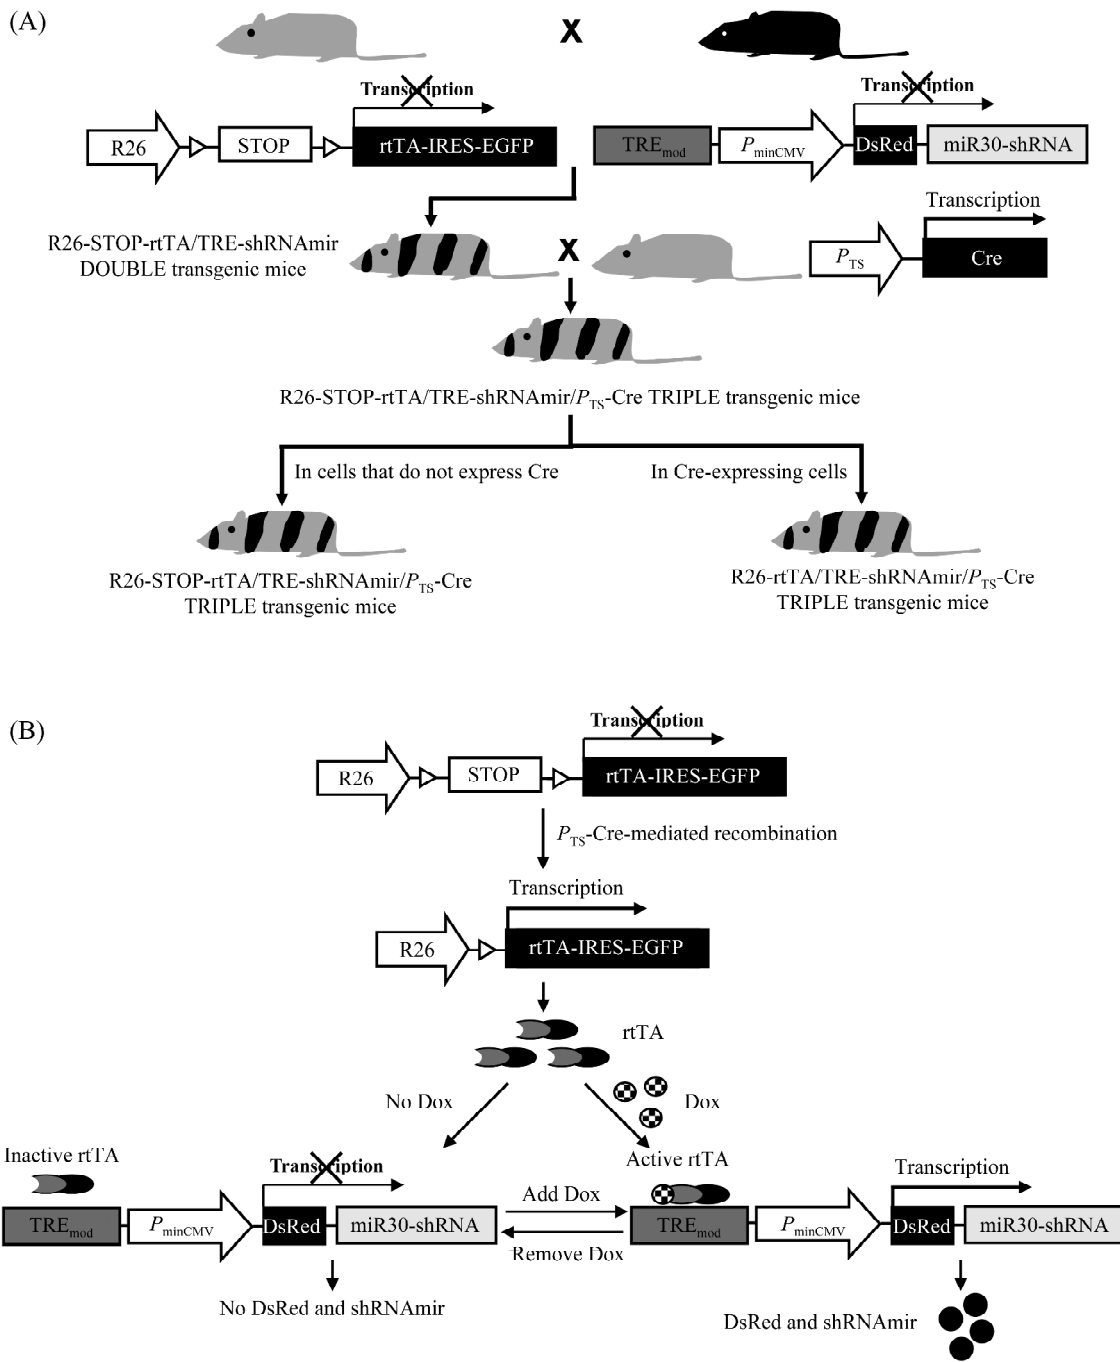 (A)
X
Transcription
Transcription
R26
STOP
rtTA-IRES-EGFP
TREmod
PminCMV
DsRed
miR30-shRNA
R26-STOP-rtTA/TRE-shRNAmir
DOUBLE transgenic mice
X
Transcription
PTS
Cre
R26-STOP-rtTA/TRE-shRNAmir/PTS-Cre TRIPLE transgenic mice
In cells that do not express Cre
In Cre-expressing cells
R26-STOP-rtTA/TRE-shRNAmir/PTS-Cre
TRIPLE transgenic mice
R26-rtTA/TRE-shRNAmir/PTS-Cre
TRIPLE transgenic mice
(B)
Transcription
R26
STOP
rtTA-IRES-EGFP
PTS-Cre-mediated recombination
Transcription
R26
rtTA-IRES-EGFP
rtTA
No Dox
Dox
Inactive rtTA
Transcription
TREmod
PminCMV
DsRed
miR30-shRNA
No DsRed and shRNAmir
Add Dox
Remove Dox
Active rtTA
Transcription
TREmod
PminCMV
DsRed
miR30-shRNA
DsRed and shRNAmir